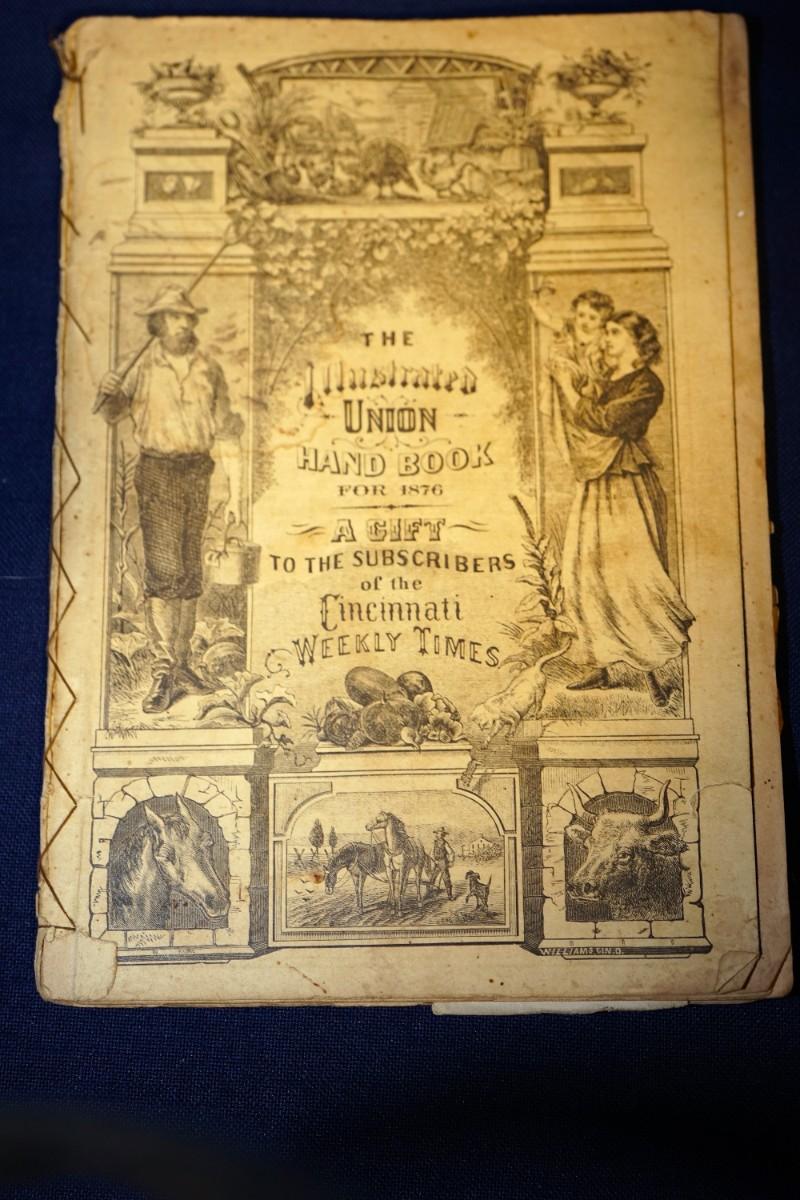 THE
Illustrated
UNION
HAND BOOK
FOR 1876
A GIFT
TO THE SUBSCRIBERS
of the
Cincinnati
WEEKLY TIMES
WILLIAMS CIN.O.